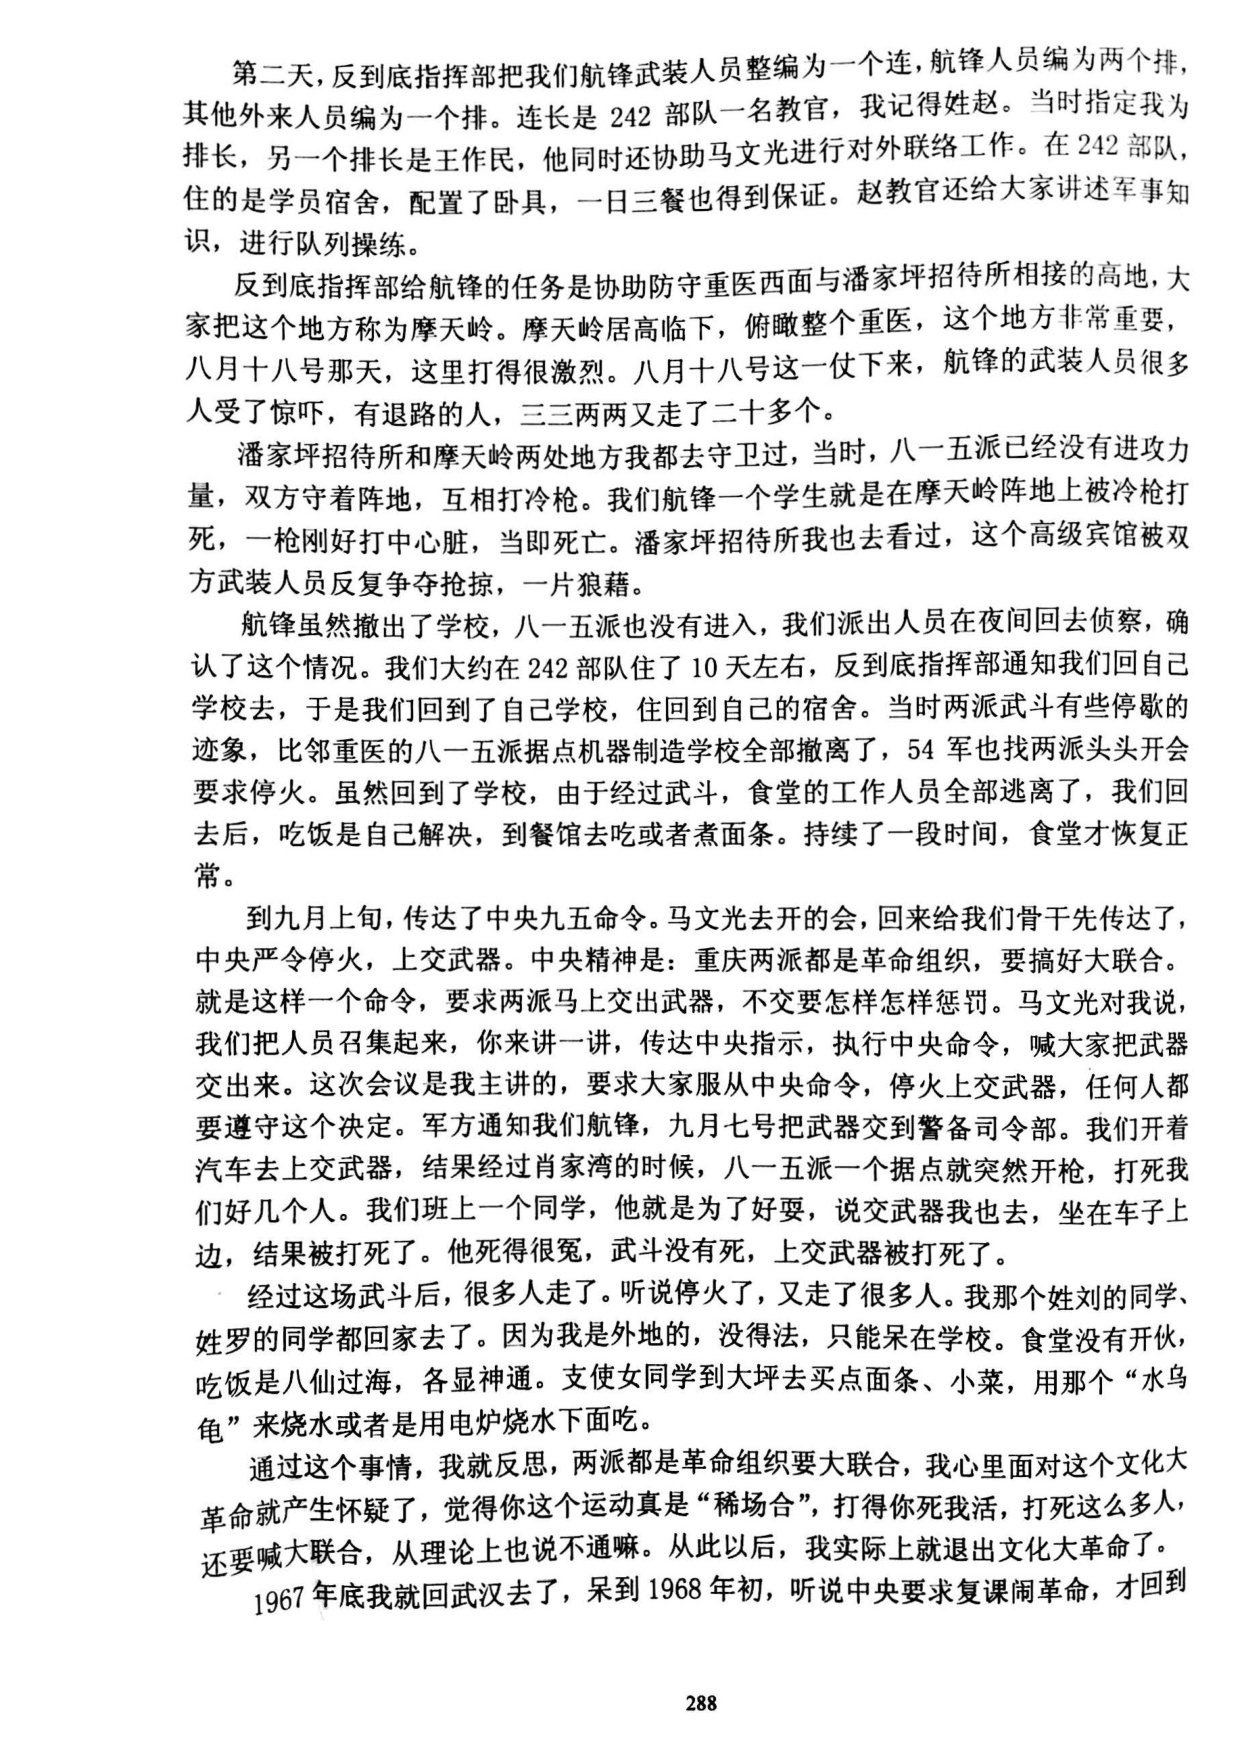 第二天，反到底指挥部把我们航锋武装人员整编为一个连，航锋人员编为两个排，
其他外来人员编为一个排。连长是 242 部队一名教官，我记得姓赵。当时指定我为
排长，另一个排长是王作民，他同时还协助马文光进行对外联络工作。在 242 部队，
住的是学员宿舍，配置了卧具，一日三餐也得到保证。赵教官还给大家讲述军事知
识，进行队列操练。
反到底指挥部给航锋的任务是协助防守重医西面与潘家坪招待所相接的高地，大
家把这个地方称为摩天岭。摩天岭居高临下，俯瞰整个重医，这个地方非常重要，
八月十八号那天，这里打得很激烈。八月十八号这一仗下来，航锋的武装人员很多
人受了惊吓，有退路的人，三三两两又走了二十多个。
潘家坪招待所和摩天岭两处地方我都去守卫过，当时，八一五派已经没有进攻力
量，双方守着阵地，互相打冷枪。我们航锋一个学生就是在摩天岭阵地上被冷枪打
死，一枪刚好打中心脏，当即死亡。潘家坪招待所我也去看过，这个高级宾馆被双
方武装人员反复争夺抢掠，一片狼藉。
航锋虽然撤出了学校，八一五派也没有进入，我们派出人员在夜间回去侦察，确
认了这个情况。我们大约在 242 部队住了 10 天左右，反到底指挥部通知我们回自己
学校去，于是我们回到了自己学校，住回到自己的宿舍。当时两派武斗有些停歇的
迹象，比邻重医的八一五派据点机器制造学校全部撤离了，54 军也找两派头头开会
要求停火。虽然回到了学校，由于经过武斗，食堂的工作人员全部逃离了，我们回
去后，吃饭是自己解决，到餐馆去吃或者煮面条。持续了一段时间，食堂才恢复正
常。
到九月上旬，传达了中央九五命令。马文光去开的会，回来给我们骨干先传达了，
中央严令停火，上交武器。中央精神是：重庆两派都是革命组织，要搞好大联合。
就是这样一个命令，要求两派马上交出武器，不交要怎样怎样惩罚。马文光对我说，
我们把人员召集起来，你来讲一讲，传达中央指示，执行中央命令，喊大家把武器
交出来。这次会议是我主讲的，要求大家服从中央命令，停火上交武器，任何人都
要遵守这个决定。军方通知我们航锋，九月七号把武器交到警备司令部。我们开着
汽车去上交武器，结果经过肖家湾的时候，八一五派一个据点就突然开枪，打死我
们好几个人。我们班上一个同学，他就是为了好耍，说交武器我也去，坐在车子上
边，结果被打死了。他死得很冤，武斗没有死，上交武器被打死了。
经过这场武斗后，很多人走了。听说停火了，又走了很多人。我那个姓刘的同学、
姓罗的同学都回家去了。因为我是外地的，没得法，只能呆在学校。食堂没有开伙，
吃饭是八仙过海，各显神通。支使女同学到大坪去买点面条、小菜，用那个“水乌
龟”来烧水或者是用电炉烧水下面吃。
通过这个事情，我就反思，两派都是革命组织要大联合，我心里面对这个文化大
革命就产生怀疑了，觉得你这个运动真是“稀场合”，打得你死我活，打死这么多人，
还要喊大联合，从理论上也说不通嘛。从此以后，我实际上就退出文化大革命了。
1967 年底我就回武汉去了，呆到 1968 年初，听说中央要求复课闹革命，才回到
288